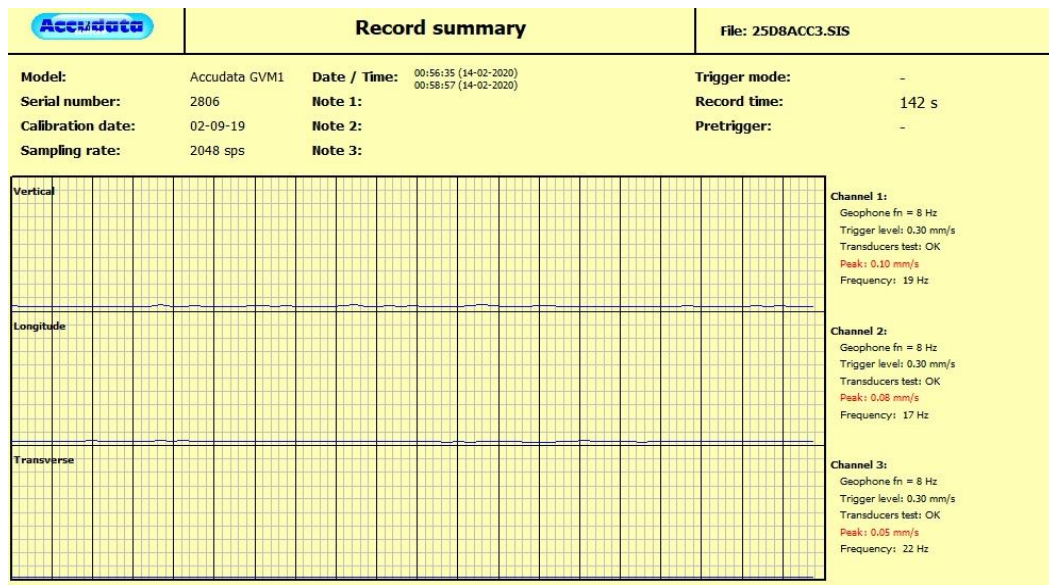 Accudata
Record summary
File: 25D8ACC3.SIS
Model: Accudata GVM1
Serial number: 2806
Calibration date: 02-09-19
Sampling rate: 2048 sps
Date / Time: 00:56:35 (14-02-2020)
00:58:57 (14-02-2020)
Note 1:
Note 2:
Note 3:
Trigger mode: -
Record time: 142 s
Pretrigger: -
Vertical
Channel 1:
Geophone fn = 8 Hz
Trigger level: 0.30 mm/s
Transducers test: OK
Peak: 0.10 mm/s
Frequency: 19 Hz
Longitude
Channel 2:
Geophone fn = 8 Hz
Trigger level: 0.30 mm/s
Transducers test: OK
Peak: 0.08 mm/s
Frequency: 17 Hz
Transverse
Channel 3:
Geophone fn = 8 Hz
Trigger level: 0.30 mm/s
Transducers test: OK
Peak: 0.05 mm/s
Frequency: 22 Hz